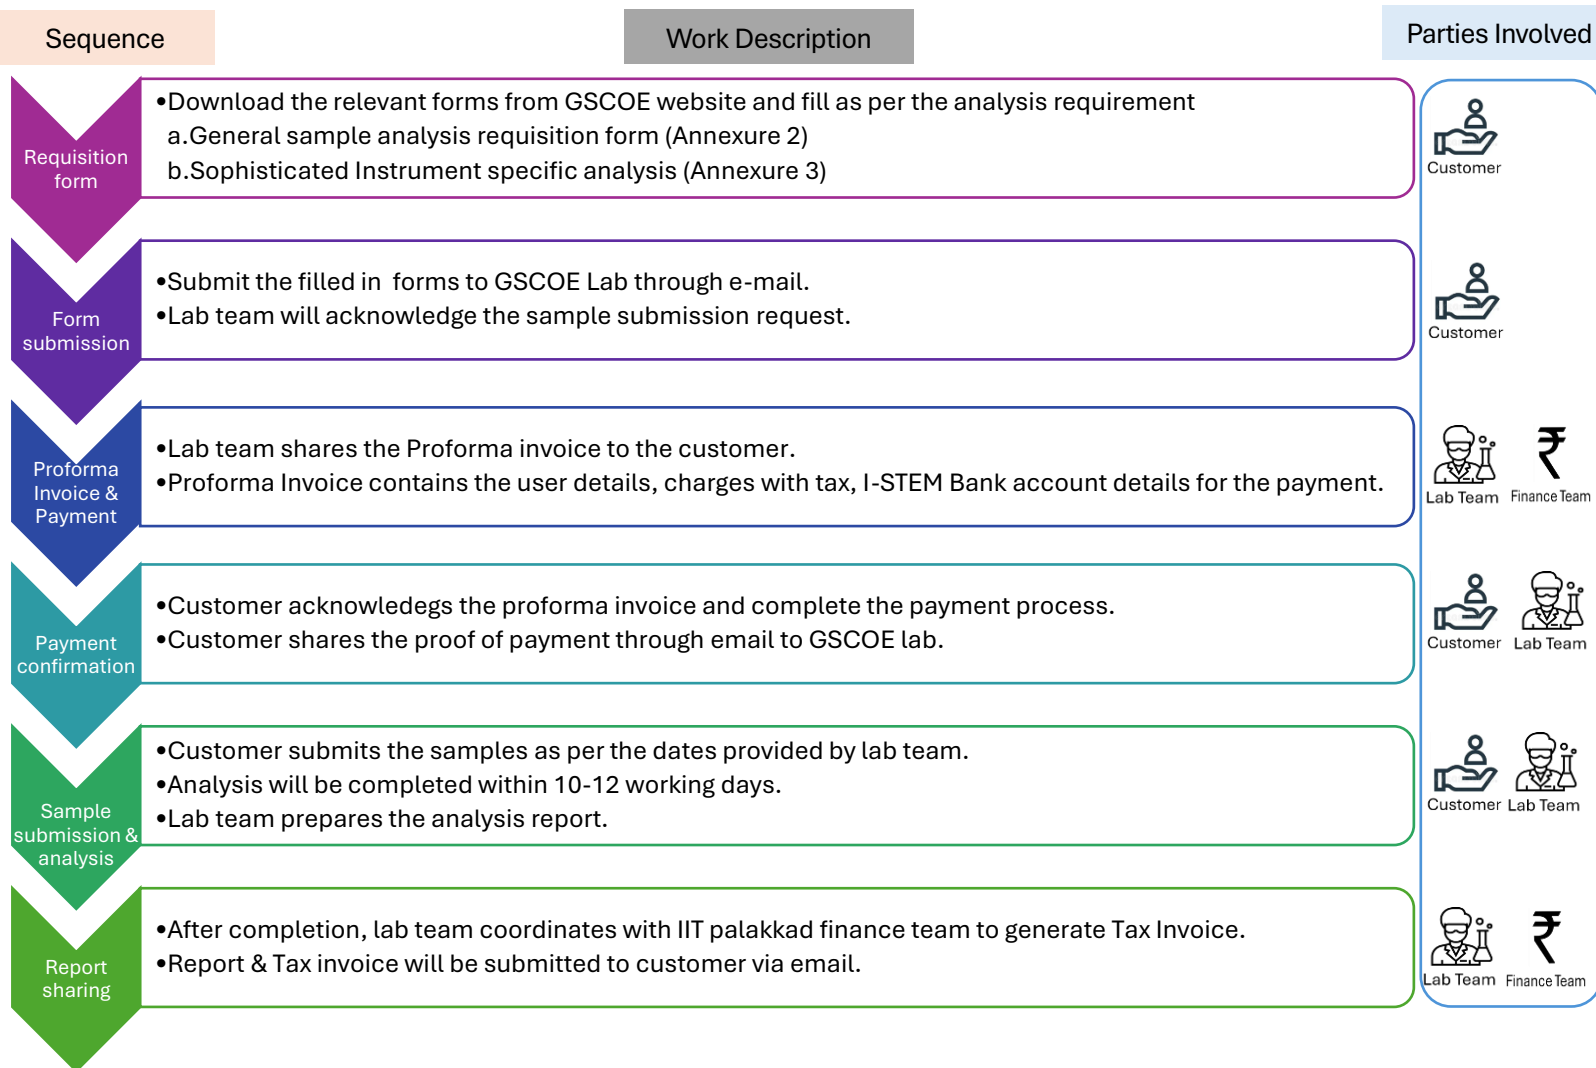 Sequence
Work Description
Parties Involved
Requisition
form
•Download the relevant forms from GSCOE website and fill as per the analysis requirement
a.General sample analysis requisition form (Annexure 2)
b.Sophisticated Instrument specific analysis (Annexure 3)
Customer
Form
submission
•Submit the filled in  forms to GSCOE Lab through e-mail.
•Lab team will acknowledge the sample submission request.
Customer
Proforma
Invoice &
Payment
•Lab team shares the Proforma invoice to the customer.
•Proforma Invoice contains the user details, charges with tax, I-STEM Bank account details for the payment.
₹
Lab Team
Finance Team
Payment
confirmation
•Customer acknowledegs the proforma invoice and complete the payment process.
•Customer shares the proof of payment through email to GSCOE lab.
Customer
Lab Team
Sample
submission &
analysis
•Customer submits the samples as per the dates provided by lab team.
•Analysis will be completed within 10-12 working days.
•Lab team prepares the analysis report.
Customer
Lab Team
Report
sharing
•After completion, lab team coordinates with IIT palakkad finance team to generate Tax Invoice.
•Report & Tax invoice will be submitted to customer via email.
₹
Lab Team
Finance Team